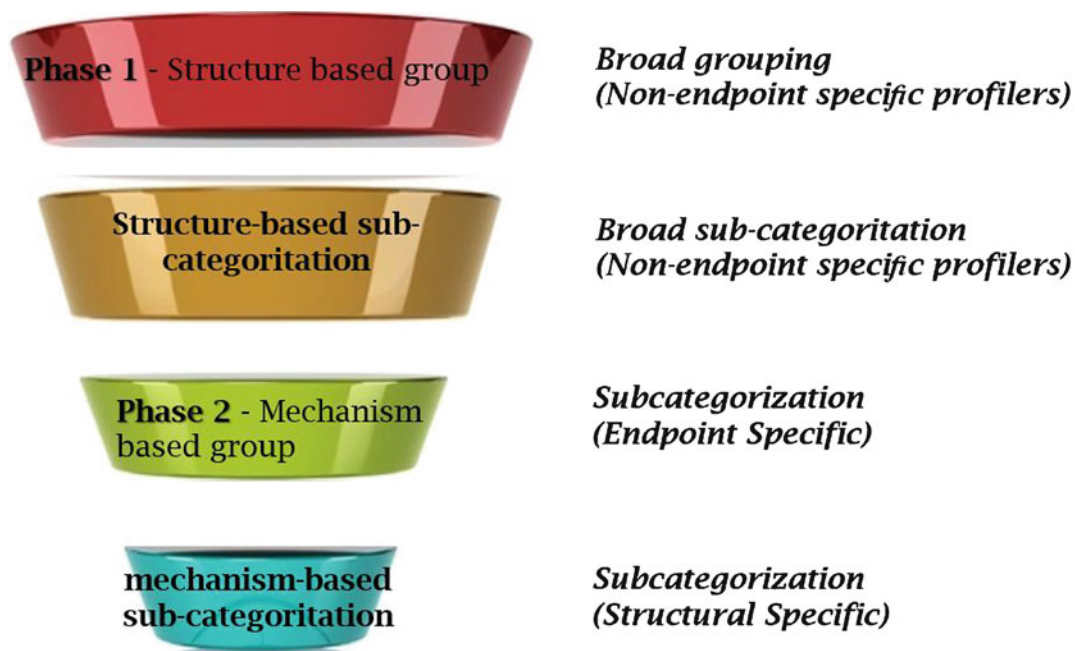 Phase 1 - Structure based group
Broad grouping
(Non-endpoint specific profilers)
Structure-based sub-
categoritation
Broad sub-categoritation
(Non-endpoint specific profilers)
Phase 2 - Mechanism
based group
Subcategorization
(Endpoint Specific)
mechanism-based
sub-categoritation
Subcategorization
(Structural Specific)